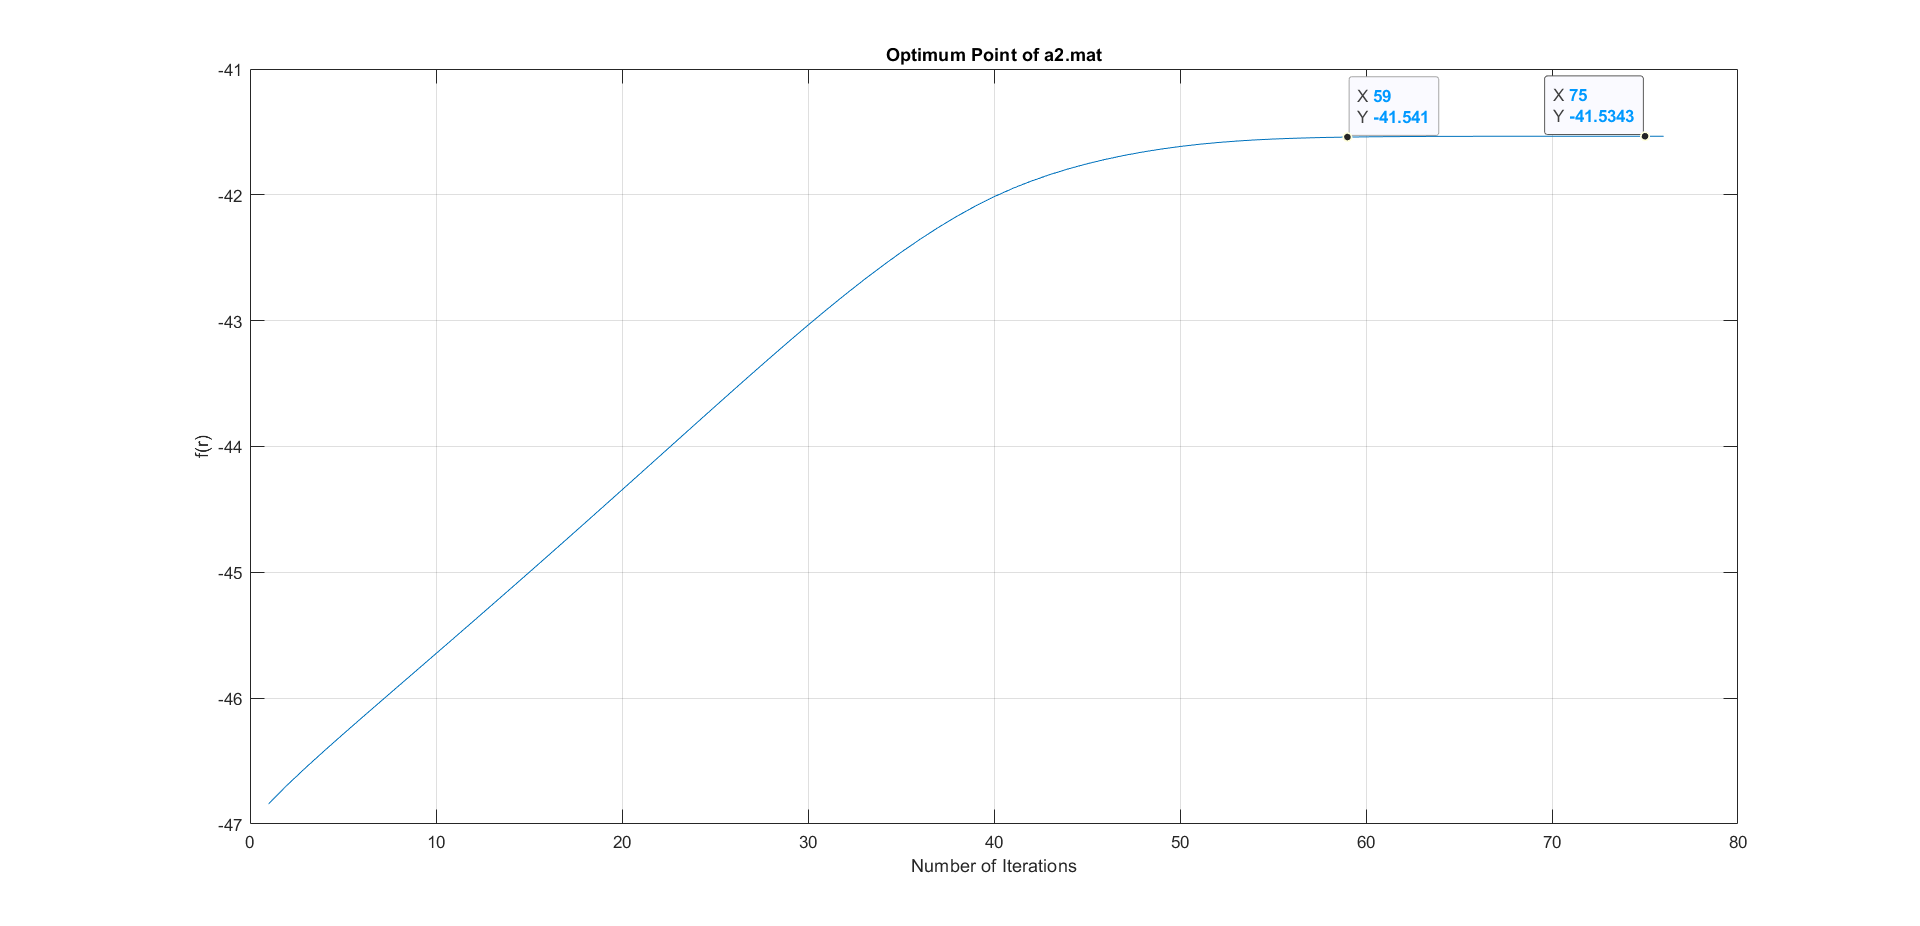 Optimum Point of a2.mat
-41
-42
-43
-44
-45
-46
-47
f(r)
X 59
Y -41.541
X 75
Y -41.5343
0 10 20 30 40 50 60 70 80
Number of Iterations